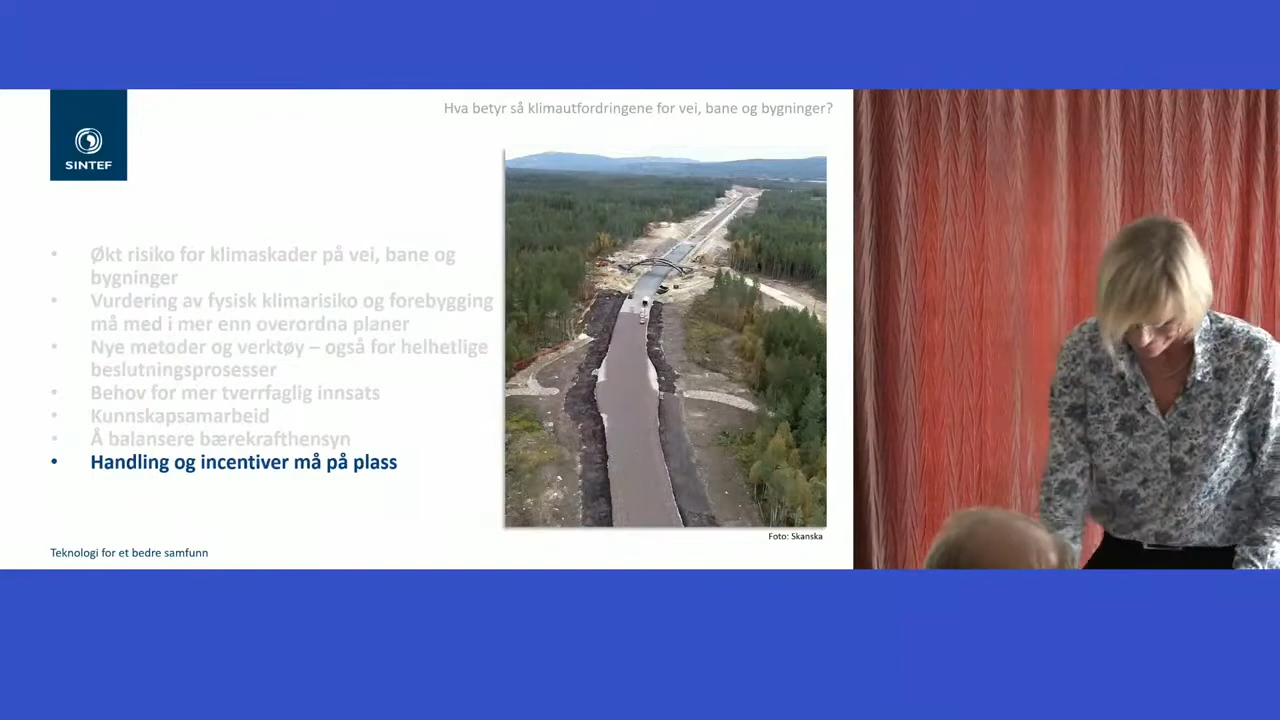 Hva betyr så klimautfordringene for vei, bane og bygninger?
SINTEF
• Økt risiko for klimaskader på vei, bane og
bygninger
• Vurdering av fysisk klimarisiko og forebygging
må med i mer enn overordna planer
• Nye metoder og verktøy – også for helhetlige
beslutningsprosesser
• Behov for mer tverrfaglig innsats
• Kunnskapsamarbeid
• Å balansere bærekrafthensyn
• Handling og incentiver må på plass
Foto: Skanska
Teknologi for et bedre samfunn